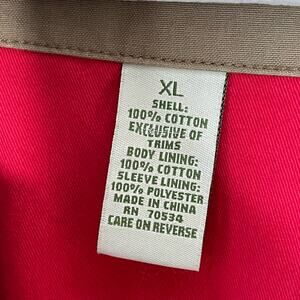 XL
SHELL:
100% COTTON
EXCLUSIVE OF
TRIMS
BODY LINING:
100% COTTON
SLEEVE LINING:
100% POLYESTER
MADE IN CHINA
RN 70534
CARE ON REVERSE